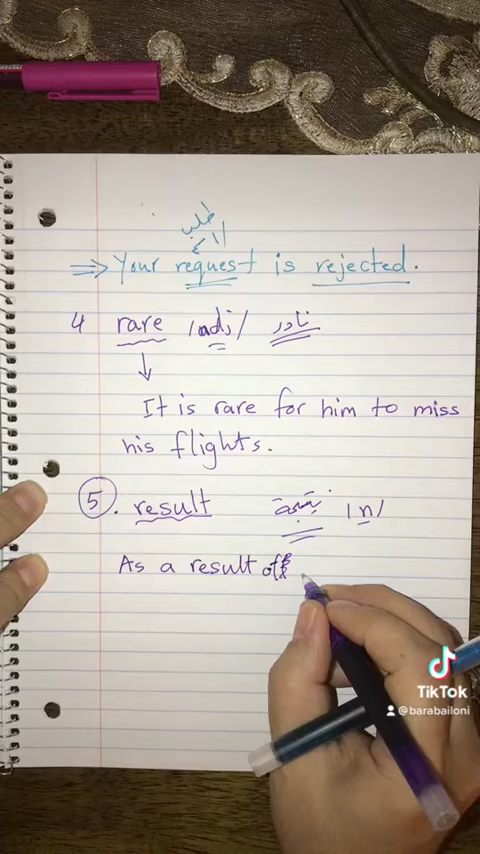 طلب
⇒ Your request is rejected.
4 rare /adj/ نادر
It is rare for him to miss
his flights.
5. result نتيجة /n/
As a result of
TikTok
@barabailoni